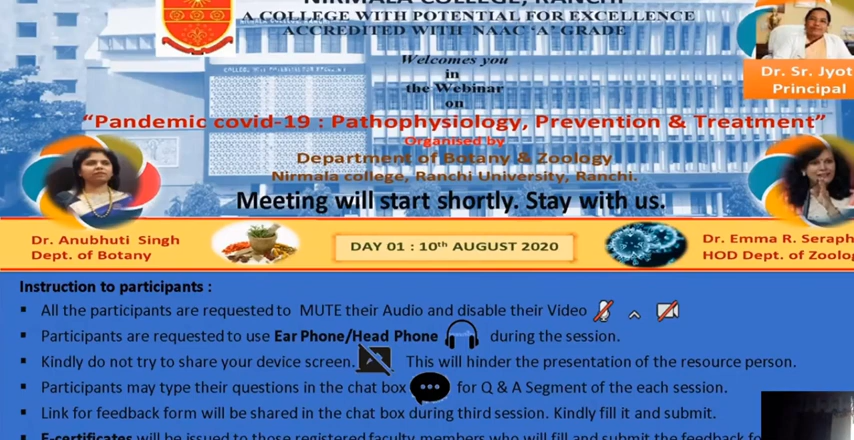 NIRMALA COLLEGE, RANCHI
A COLLEGE WITH POTENTIAL FOR EXCELLENCE
ACCREDITED WITH NAAC 'A' GRADE
Welcomes you
in
the Webinar
on
"Pandemic covid-19 : Pathophysiology, Prevention & Treatment"
Organised by
Department of Botany & Zoology
Nirmala college, Ranchi University, Ranchi.
Meeting will start shortly. Stay with us.
Dr. Sr. Jyot
Principal
Dr. Anubhuti Singh
Dept. of Botany
DAY 01 : 10th AUGUST 2020
Dr. Emma R. Seraph
HOD Dept. of Zoolog
Instruction to participants :
▪ All the participants are requested to MUTE their Audio and disable their Video
▪ Participants are requested to use Ear Phone/Head Phone during the session.
▪ Kindly do not try to share your device screen. This will hinder the presentation of the resource person.
▪ Participants may type their questions in the chat box for Q & A Segment of the each session.
▪ Link for feedback form will be shared in the chat box during third session. Kindly fill it and submit.
▪ E-certificates will be issued to those registered faculty members who will fill and submit the feedback fo